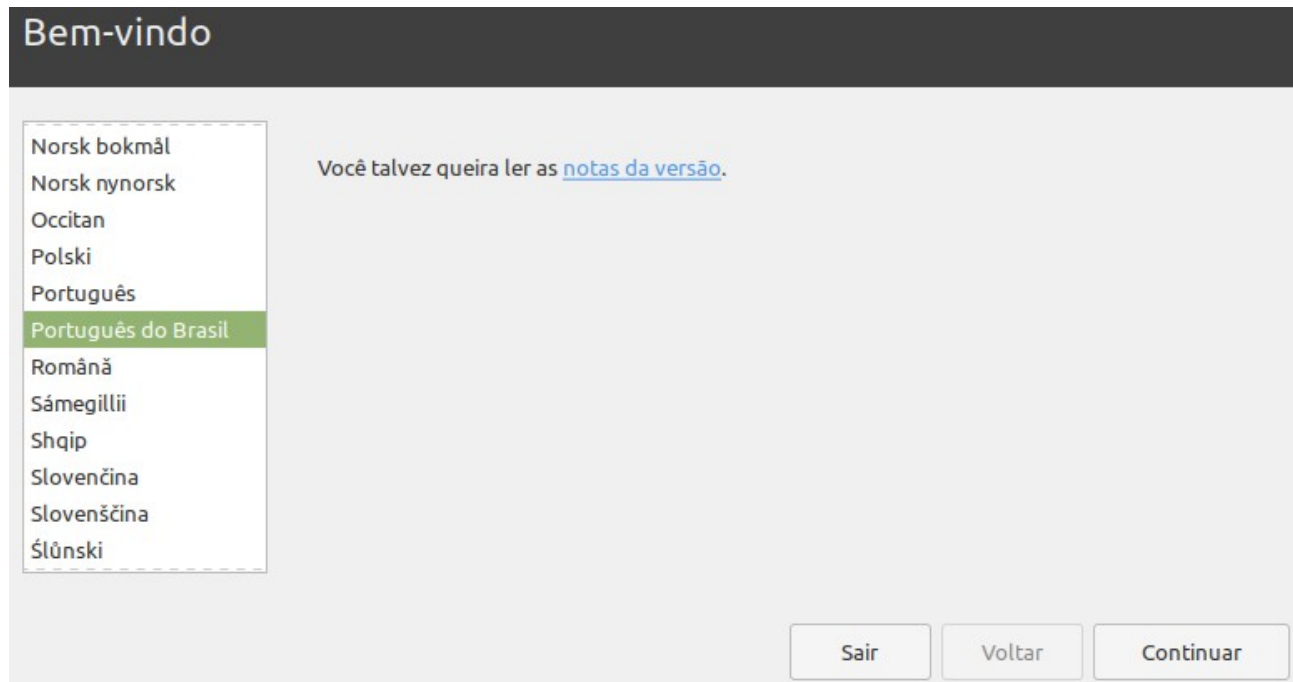 Bem-vindo
Norsk bokmål
Norsk nynorsk
Occitan
Polski
Português
Português do Brasil
Română
Sámegillii
Shqip
Slovenčina
Slovenščina
Ślůnski
Você talvez queira ler as notas da versão.
Sair
Voltar
Continuar